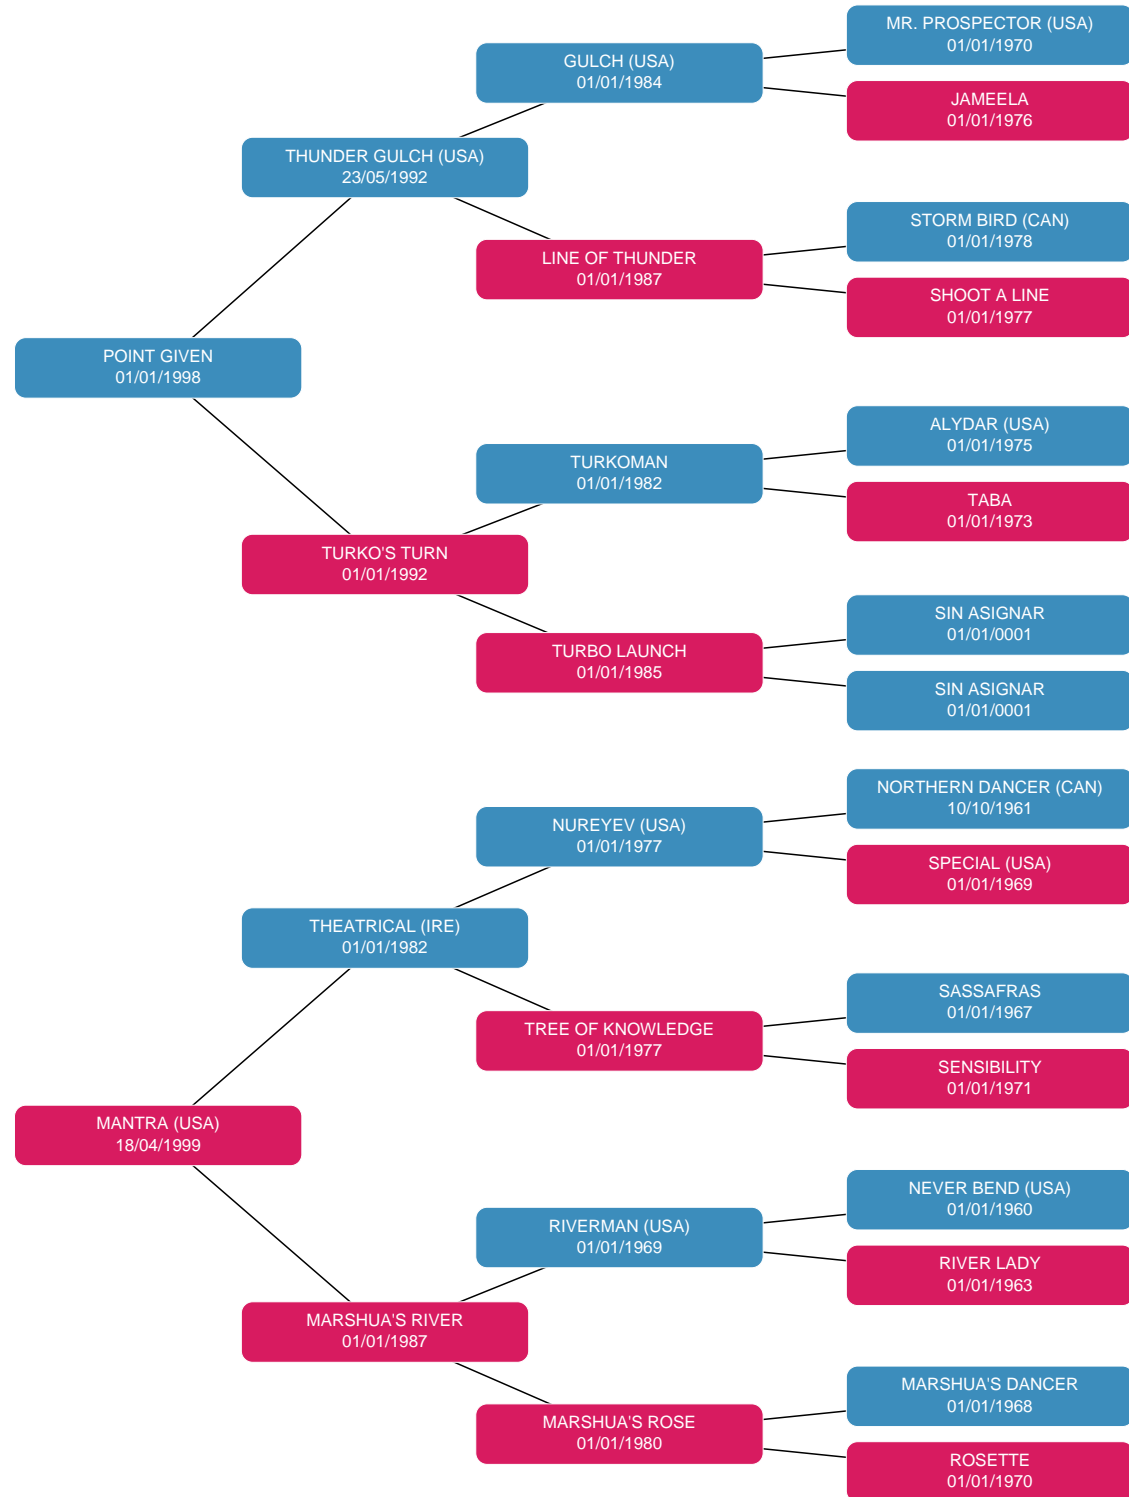 MR. PROSPECTOR (USA)
01/01/1970
GULCH (USA)
01/01/1984
JAMEELA
01/01/1976
THUNDER GULCH (USA)
23/05/1992
STORM BIRD (CAN)
01/01/1978
LINE OF THUNDER
01/01/1987
SHOOT A LINE
01/01/1977
POINT GIVEN
01/01/1998
ALYDAR (USA)
01/01/1975
TURKOMAN
01/01/1982
TABA
01/01/1973
TURKO'S TURN
01/01/1992
SIN ASIGNAR
01/01/0001
TURBO LAUNCH
01/01/1985
SIN ASIGNAR
01/01/0001
NORTHERN DANCER (CAN)
10/10/1961
NUREYEV (USA)
01/01/1977
SPECIAL (USA)
01/01/1969
THEATRICAL (IRE)
01/01/1982
SASSAFRAS
01/01/1967
TREE OF KNOWLEDGE
01/01/1977
SENSIBILITY
01/01/1971
MANTRA (USA)
18/04/1999
NEVER BEND (USA)
01/01/1960
RIVERMAN (USA)
01/01/1969
RIVER LADY
01/01/1963
MARSHUA'S RIVER
01/01/1987
MARSHUA'S DANCER
01/01/1968
MARSHUA'S ROSE
01/01/1980
ROSETTE
01/01/1970